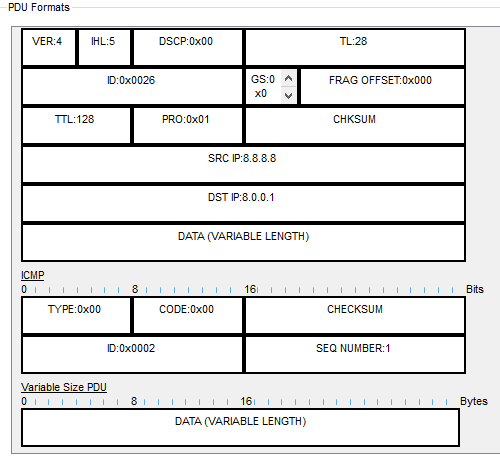 PDU Formats
VER:4 IHL:5 DSCP:0x00 TL:28
ID:0x0026 GS:0 x0 FRAG OFFSET:0x000
TTL:128 PRO:0x01 CHKSUM
SRC IP:8.8.8.8
DST IP:8.0.0.1
DATA (VARIABLE LENGTH)
ICMP
0 8 16 Bits
TYPE:0x00 CODE:0x00 CHECKSUM
ID:0x0002 SEQ NUMBER:1
Variable Size PDU
0 8 16 Bytes
DATA (VARIABLE LENGTH)